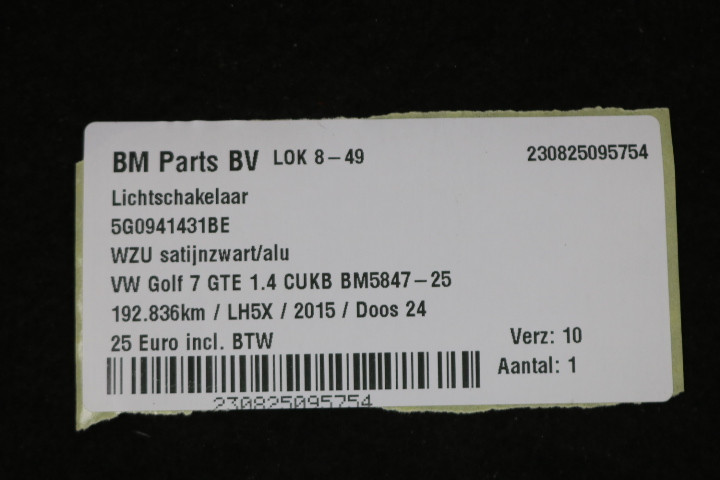 BM Parts BV LOK 8-49 230825095754
Lichtschakelaar
5G0941431BE
WZU satijnzwart/alu
VW Golf 7 GTE 1.4 CUKB BM5847-25
192.836km / LH5X / 2015 / Doos 24
25 Euro incl. BTW Verz: 10
Aantal: 1
230825095754